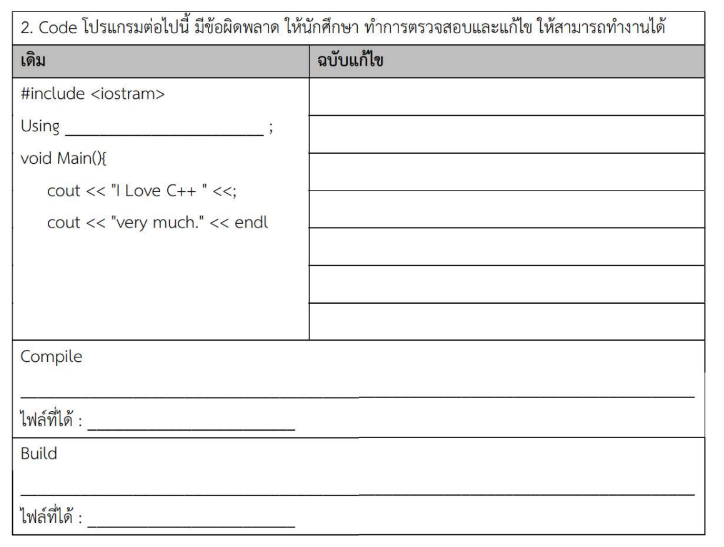 2. Code โปรแกรมต่อไปนี้ มีข้อผิดพลาด ให้นักศึกษา ทำการตรวจสอบและแก้ไข ให้สามารถทำงานได้
เดิม ฉบับแก้ไข
#include <iostram>
Using ______________________ ;
void Main(){
cout << "I Love C++ " <<;
cout << "very much." << endl
Compile
ไฟล์ที่ได้ : ______________________
Build
ไฟล์ที่ได้ : ______________________